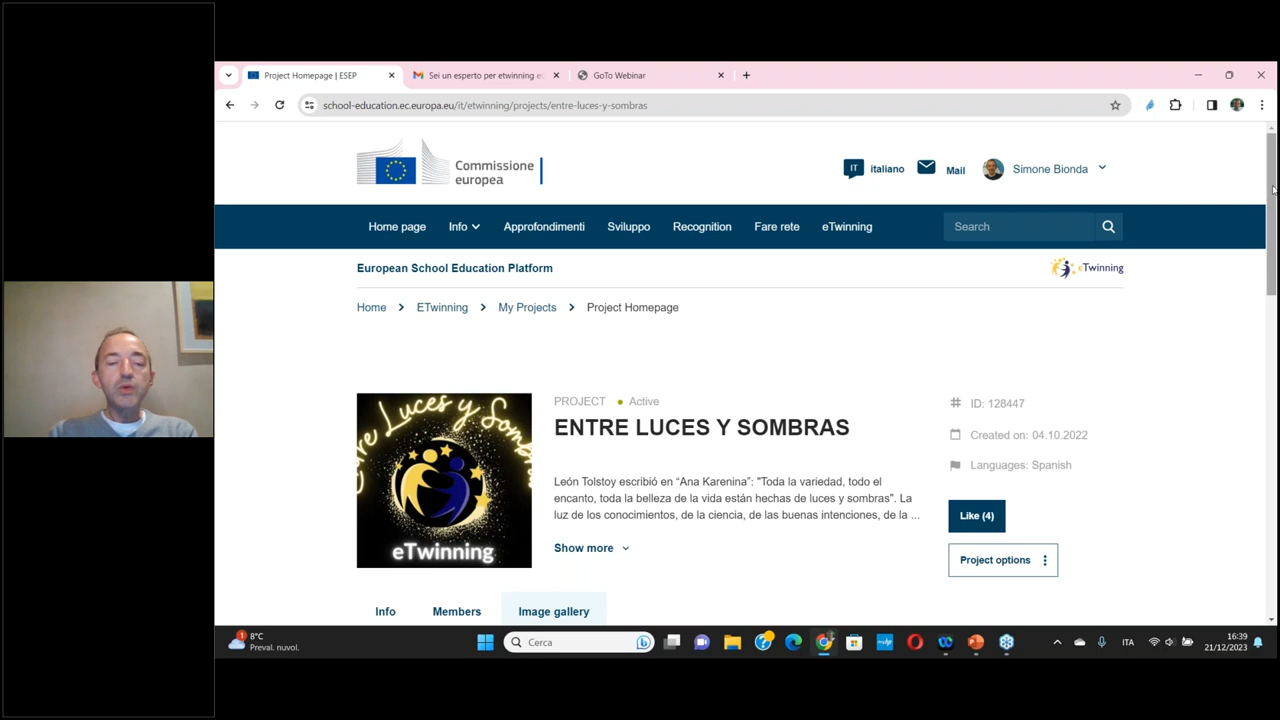 Project Homepage | ESEP
Sei un esperto per etwinning e
GoTo Webinar
school-education.ec.europa.eu/it/etwinning/projects/entre-luces-y-sombras
Commissione
europea
IT italiano
Mail
Simone Bionda
Home page
Info
Approfondimenti
Sviluppo
Recognition
Fare rete
eTwinning
Search
European School Education Platform
eTwinning
Home
ETwinning
My Projects
Project Homepage
Entre Luces y Sombr
eTwinning
PROJECT
Active
ENTRE LUCES Y SOMBRAS
León Tolstoy escribió en “Ana Karenina”: "Toda la variedad, todo el
encanto, toda la belleza de la vida están hechas de luces y sombras". La
luz de los conocimientos, de la ciencia, de las buenas intenciones, de la ...
Show more
ID: 128447
Created on: 04.10.2022
Languages: Spanish
Like (4)
Project options
Info
Members
Image gallery
1
8°C
Preval. nuvol.
Cerca
ITA
16:39
21/12/2023